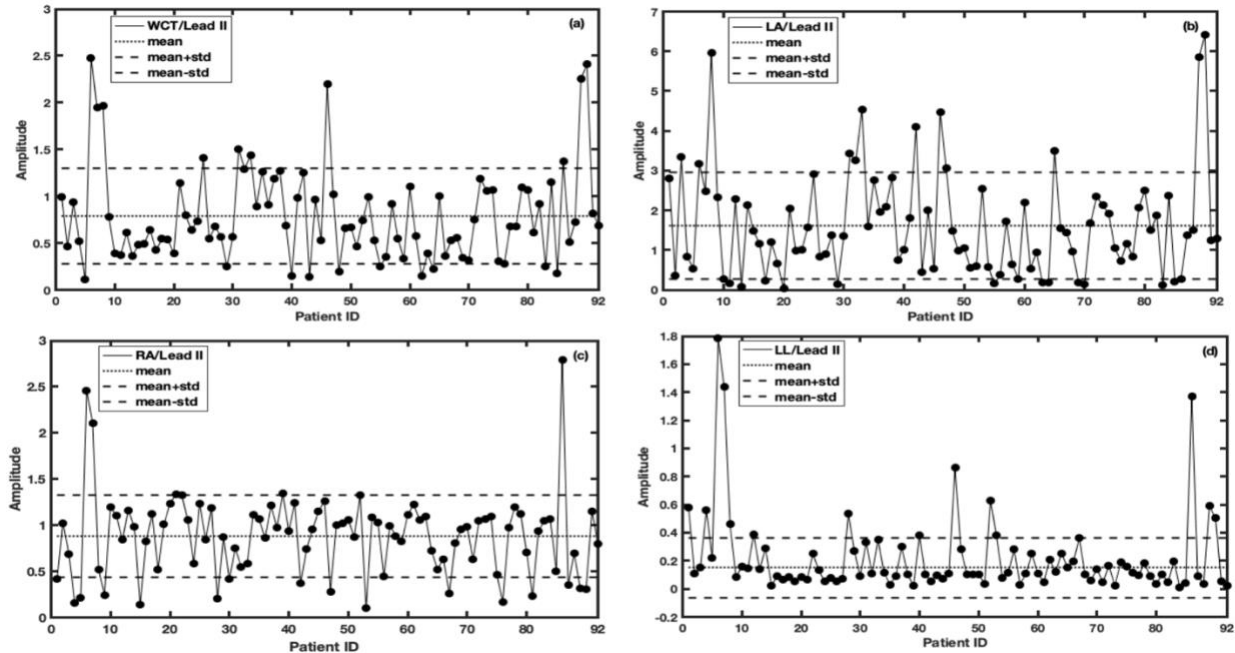 (a)
WCT/Lead II
mean
mean+std
mean-std
3
2.5
2
1.5
1
0.5
0
Amplitude
0 10 20 30 40 50 60 70 80 92
Patient ID
(b)
LA/Lead II
mean
mean+std
mean-std
7
6
5
4
3
2
1
0
Amplitude
0 10 20 30 40 50 60 70 80 92
Patient ID
(c)
RA/Lead II
mean
mean+std
mean-std
3
2.5
2
1.5
1
0.5
0
Amplitude
0 10 20 30 40 50 60 70 80 92
Patient ID
(d)
LL/Lead II
mean
mean+std
mean-std
1.8
1.6
1.4
1.2
1
0.8
0.6
0.4
0.2
0
-0.2
Amplitude
0 10 20 30 40 50 60 70 80 92
Patient ID